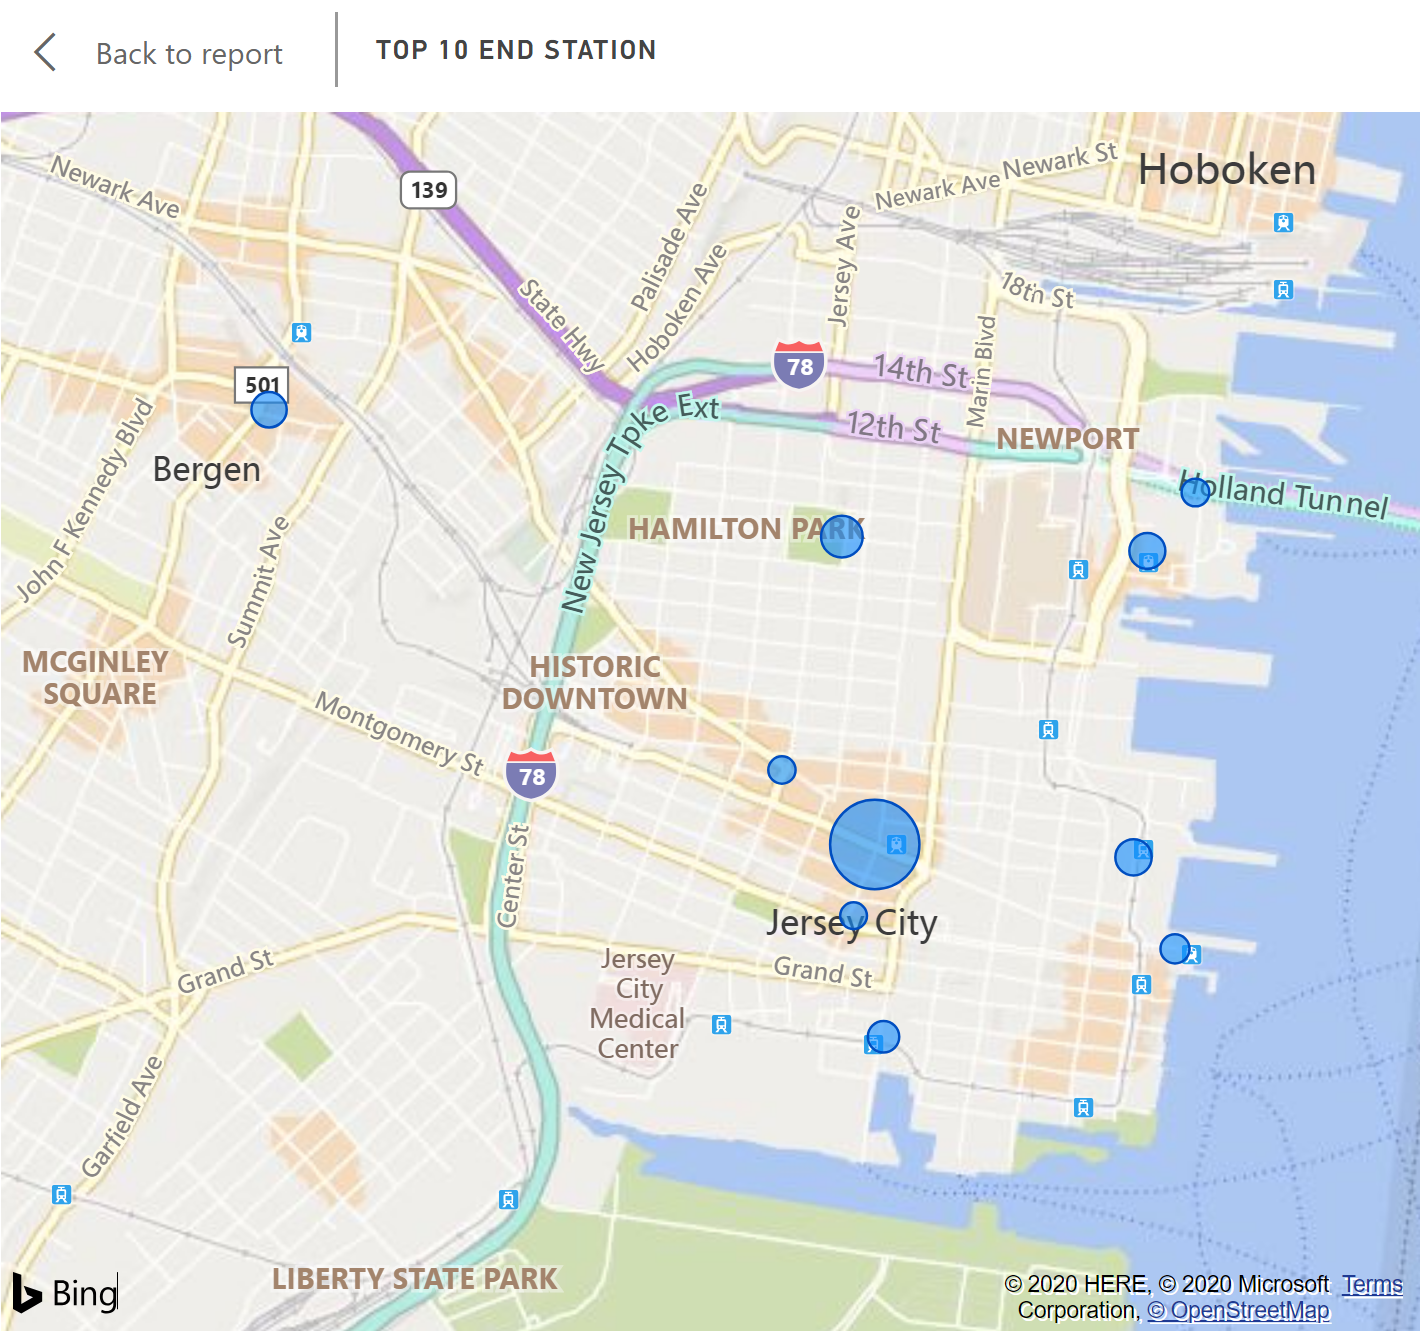 Back to report
TOP 10 END STATION
Newark Ave
139
Palisade Ave
Hoboken Ave
Jersey Ave
Newark Ave
Newark St
Hoboken
18th St
State Hwy
78
14th St
Marin Blvd
501
12th St
NEWPORT
New Jersey Tpke Ext
Bergen
John F Kennedy Blvd
Holland Tunnel
HAMILTON PARK
Summit Ave
MCGINLEY
SQUARE
HISTORIC
DOWNTOWN
Montgomery St
78
Center St
Jersey City
Grand St
Jersey
City
Medical
Center
Grand St
Garfield Ave
LIBERTY STATE PARK
Bing
© 2020 HERE, © 2020 Microsoft Terms
Corporation, © OpenStreetMap